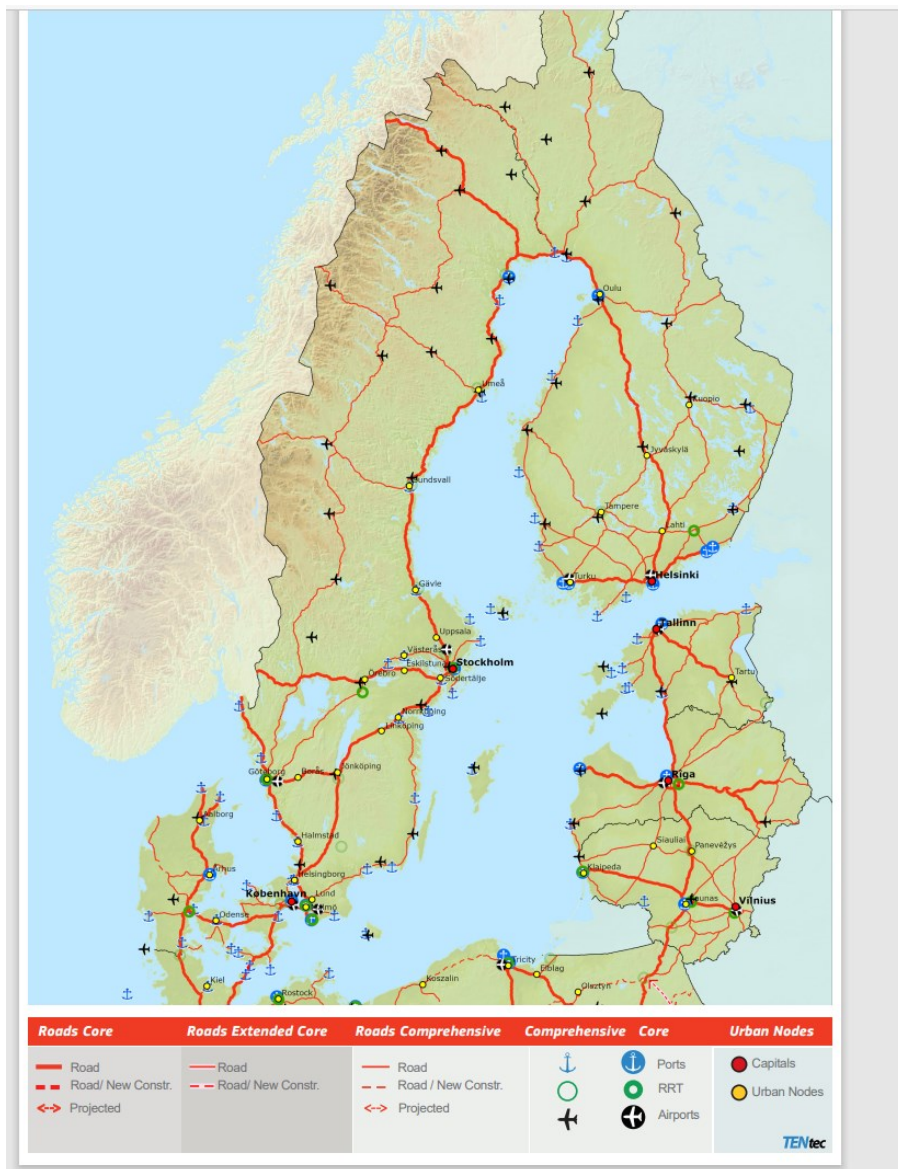 Oulu
Umeå
Kuopio
Jyväskylä
Sundsvall
Tampere
Lahti
Turku
Helsinki
Gävle
Tallinn
Uppsala
Västerås
Eskilstuna
Stockholm
Örebro
Södertälje
Tartu
Norrköping
Linköping
Göteborg
Borås
Jönköping
Riga
Aalborg
Halmstad
Siauliai
Panevėžys
Århus
Helsingborg
Klaipeda
København
Lund
Malmö
Kaunas
Vilnius
Odense
Tricity
Elbląg
Kiel
Koszalin
Olsztyn
Rostock
Roads Core
Roads Extended Core
Roads Comprehensive
Comprehensive
Core
Urban Nodes
Road
Road
Road
Ports
Capitals
Road/ New Constr.
Road/ New Constr.
Road / New Constr.
RRT
Urban Nodes
Projected
Projected
Airports
TENtec